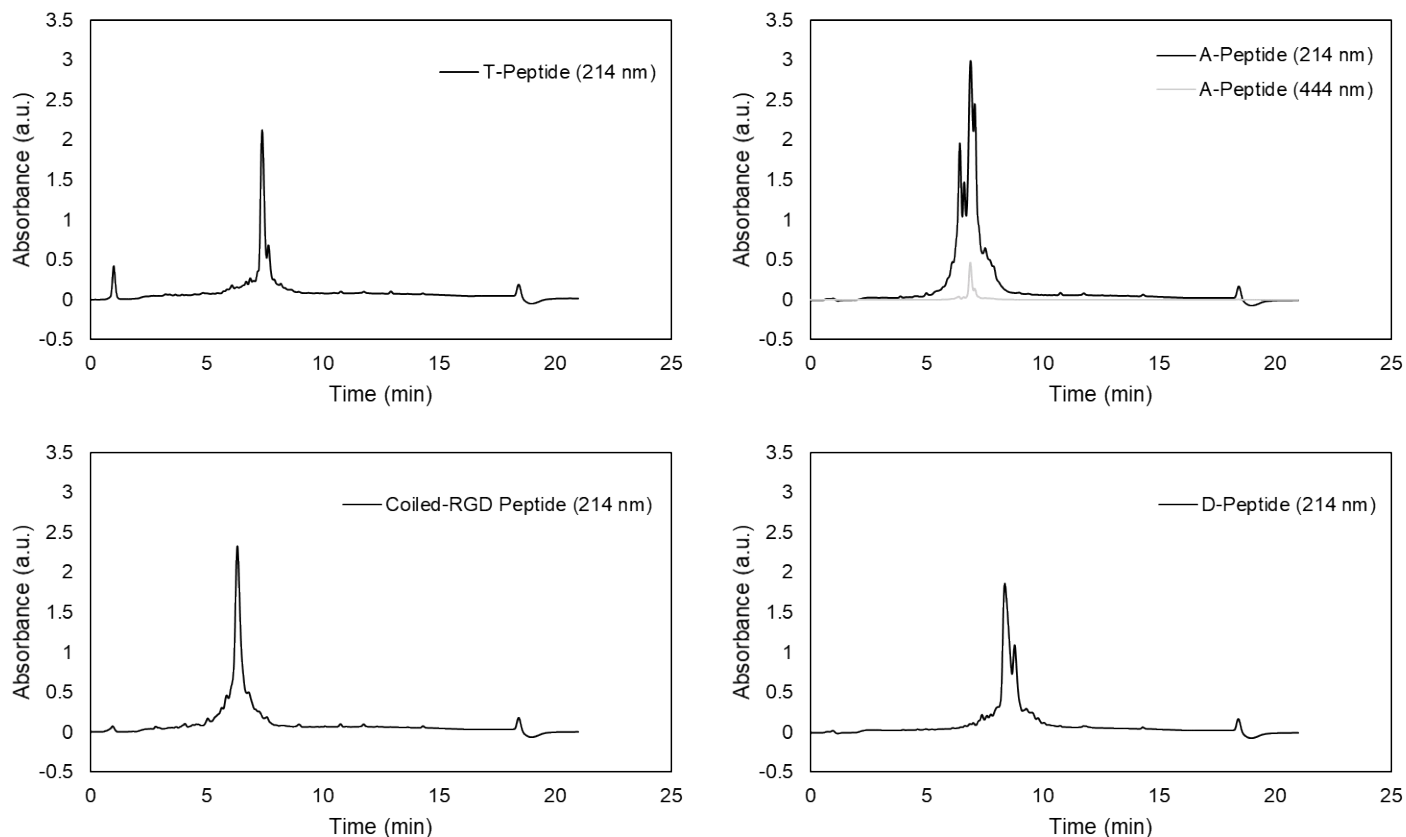 3.5
3
2.5
2
1.5
1
0.5
0
-0.5
Absorbance (a.u.)
T-Peptide (214 nm)
0 5 10 15 20 25
Time (min)
3.5
3
2.5
2
1.5
1
0.5
0
-0.5
Absorbance (a.u.)
A-Peptide (214 nm)
A-Peptide (444 nm)
0 5 10 15 20 25
Time (min)
3.5
3
2.5
2
1.5
1
0.5
0
-0.5
Absorbance (a.u.)
Coiled-RGD Peptide (214 nm)
0 5 10 15 20 25
Time (min)
3.5
3
2.5
2
1.5
1
0.5
0
-0.5
Absorbance (a.u.)
D-Peptide (214 nm)
0 5 10 15 20 25
Time (min)